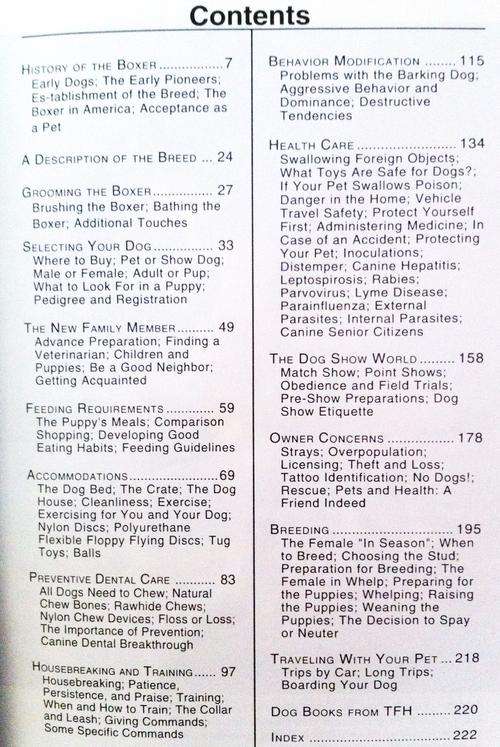 Contents
HISTORY OF THE BOXER................7
Early Dogs; The Early Pioneers;
Es-tablishment of the Breed; The
Boxer in America; Acceptance as
a Pet
A DESCRIPTION OF THE BREED ... 24
GROOMING THE BOXER............... 27
Brushing the Boxer; Bathing the
Boxer; Additional Touches
SELECTING YOUR DOG............... 33
Where to Buy; Pet or Show Dog;
Male or Female; Adult or Pup;
What to Look For in a Puppy;
Pedigree and Registration
THE NEW FAMILY MEMBER.......... 49
Advance Preparation; Finding a
Veterinarian; Children and
Puppies; Be a Good Neighbor;
Getting Acquainted
FEEDING REQUIREMENTS ............. 59
The Puppy's Meals; Comparison
Shopping; Developing Good
Eating Habits; Feeding Guidelines
ACCOMMODATIONS......................69
The Dog Bed; The Crate; The Dog
House; Cleanliness; Exercise;
Exercising for You and Your Dog;
Nylon Discs; Polyurethane
Flexible Floppy Flying Discs; Tug
Toys; Balls
PREVENTIVE DENTAL CARE .......... 83
All Dogs Need to Chew; Natural
Chew Bones; Rawhide Chews;
Nylon Chew Devices; Floss or Loss;
The Importance of Prevention;
Canine Dental Breakthrough
HOUSEBREAKING AND TRAINING...... 97
Housebreaking; Patience,
Persistence, and Praise; Training;
When and How to Train; The Collar
and Leash; Giving Commands;
Some Specific Commands
BEHAVIOR MODIFICATION ........ 115
Problems with the Barking Dog;
Aggressive Behavior and
Dominance; Destructive
Tendencies
HEALTH CARE......................... 134
Swallowing Foreign Objects;
What Toys Are Safe for Dogs?;
If Your Pet Swallows Poison;
Danger in the Home; Vehicle
Travel Safety; Protect Yourself
First; Administering Medicine; In
Case of an Accident; Protecting
Your Pet; Inoculations;
Distemper; Canine Hepatitis;
Leptospirosis; Rabies;
Parvovirus; Lyme Disease;
Parainfluenza; External
Parasites; Internal Parasites;
Canine Senior Citizens
THE DOG SHOW WORLD......... 158
Match Show; Point Shows;
Obedience and Field Trials;
Pre-Show Preparations; Dog
Show Etiquette
OWNER CONCERNS ................. 178
Strays; Overpopulation;
Licensing; Theft and Loss;
Tattoo Identification; No Dogs!;
Rescue; Pets and Health; A
Friend Indeed
BREEDING ............................. 195
The Female "In Season"; When
to Breed; Choosing the Stud;
Preparation for Breeding; The
Female in Whelp; Preparing for
the Puppies; Whelping; Raising
the Puppies; Weaning the
Puppies; The Decision to Spay
or Neuter
TRAVELING WITH YOUR PET ... 218
Trips by Car; Long Trips;
Boarding Your Dog
DOG BOOKS FROM TFH ......... 220
INDEX ................................... 222